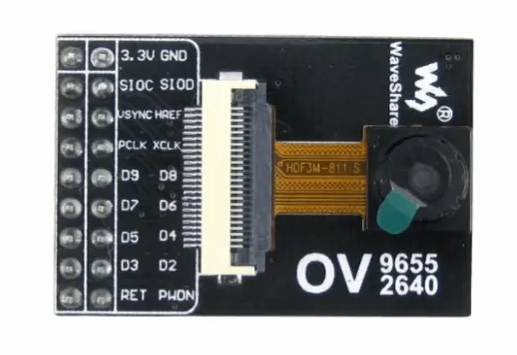 3.3V GND
SIOC SIOD
VSYNC HREF
PCLK XCLK
D9 D8
D7 D6
D5 D4
D3 D2
RET PWDN
WaveShare
®
HDF3M-811
OV 9655
2640